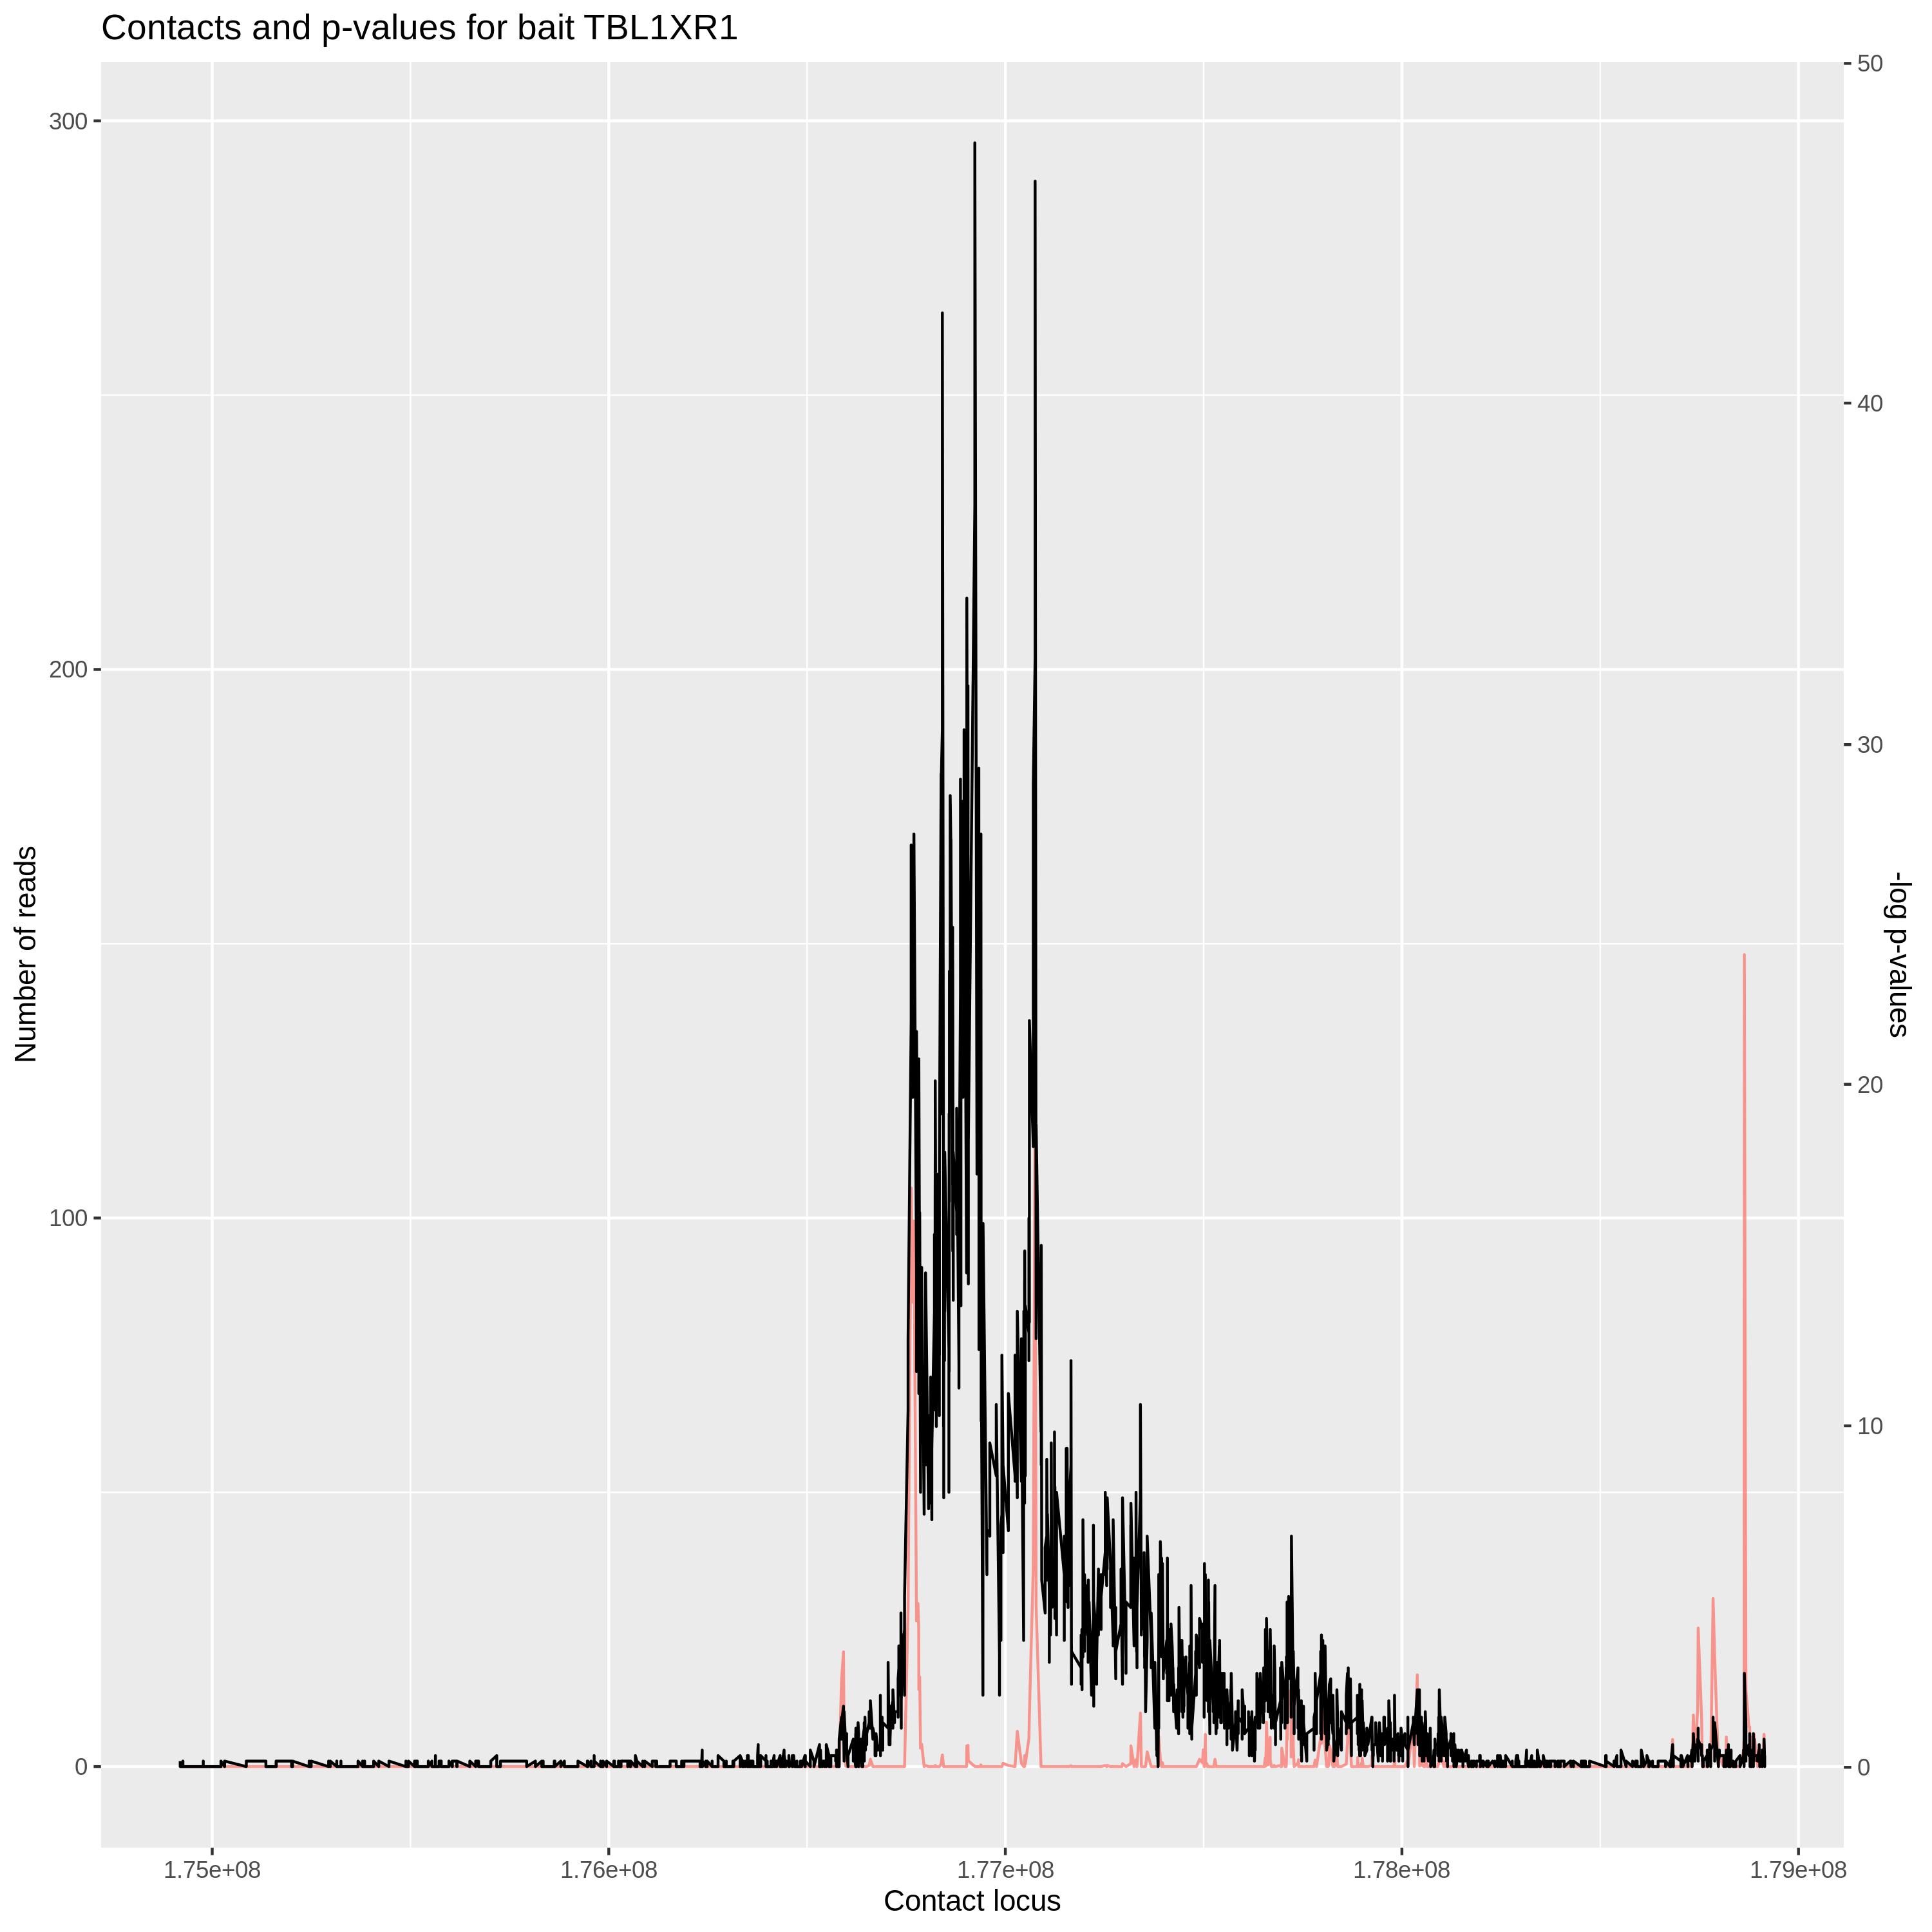 Contacts and p-values for bait TBL1XR1
50
300
40
30
200
Number of reads
-log p-values
20
100
10
0
0
1.75e+08
1.76e+08
1.77e+08
1.78e+08
1.79e+08
Contact locus